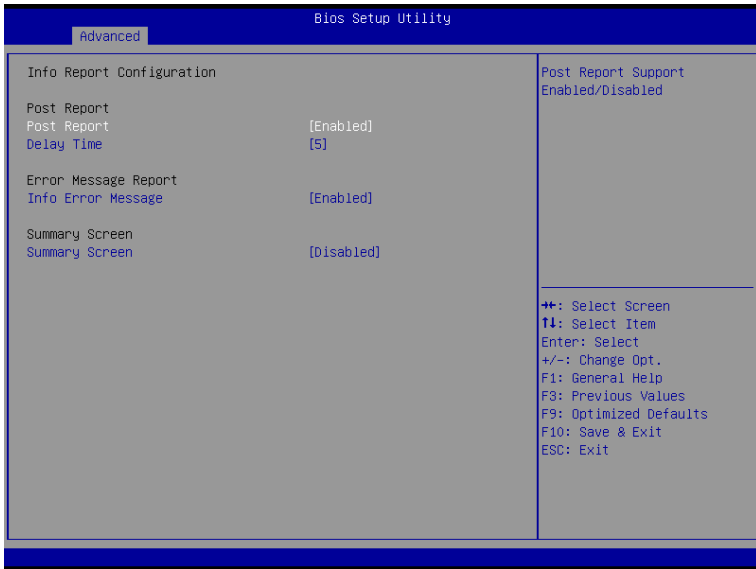 Bios Setup Utility
Advanced
Info Report Configuration
Post Report
Post Report [Enabled]
Delay Time [5]
Error Message Report
Info Error Message [Enabled]
Summary Screen
Summary Screen [Disabled]
Post Report Support
Enabled/Disabled
→←: Select Screen
↑↓: Select Item
Enter: Select
+/-: Change Opt.
F1: General Help
F3: Previous Values
F9: Optimized Defaults
F10: Save & Exit
ESC: Exit